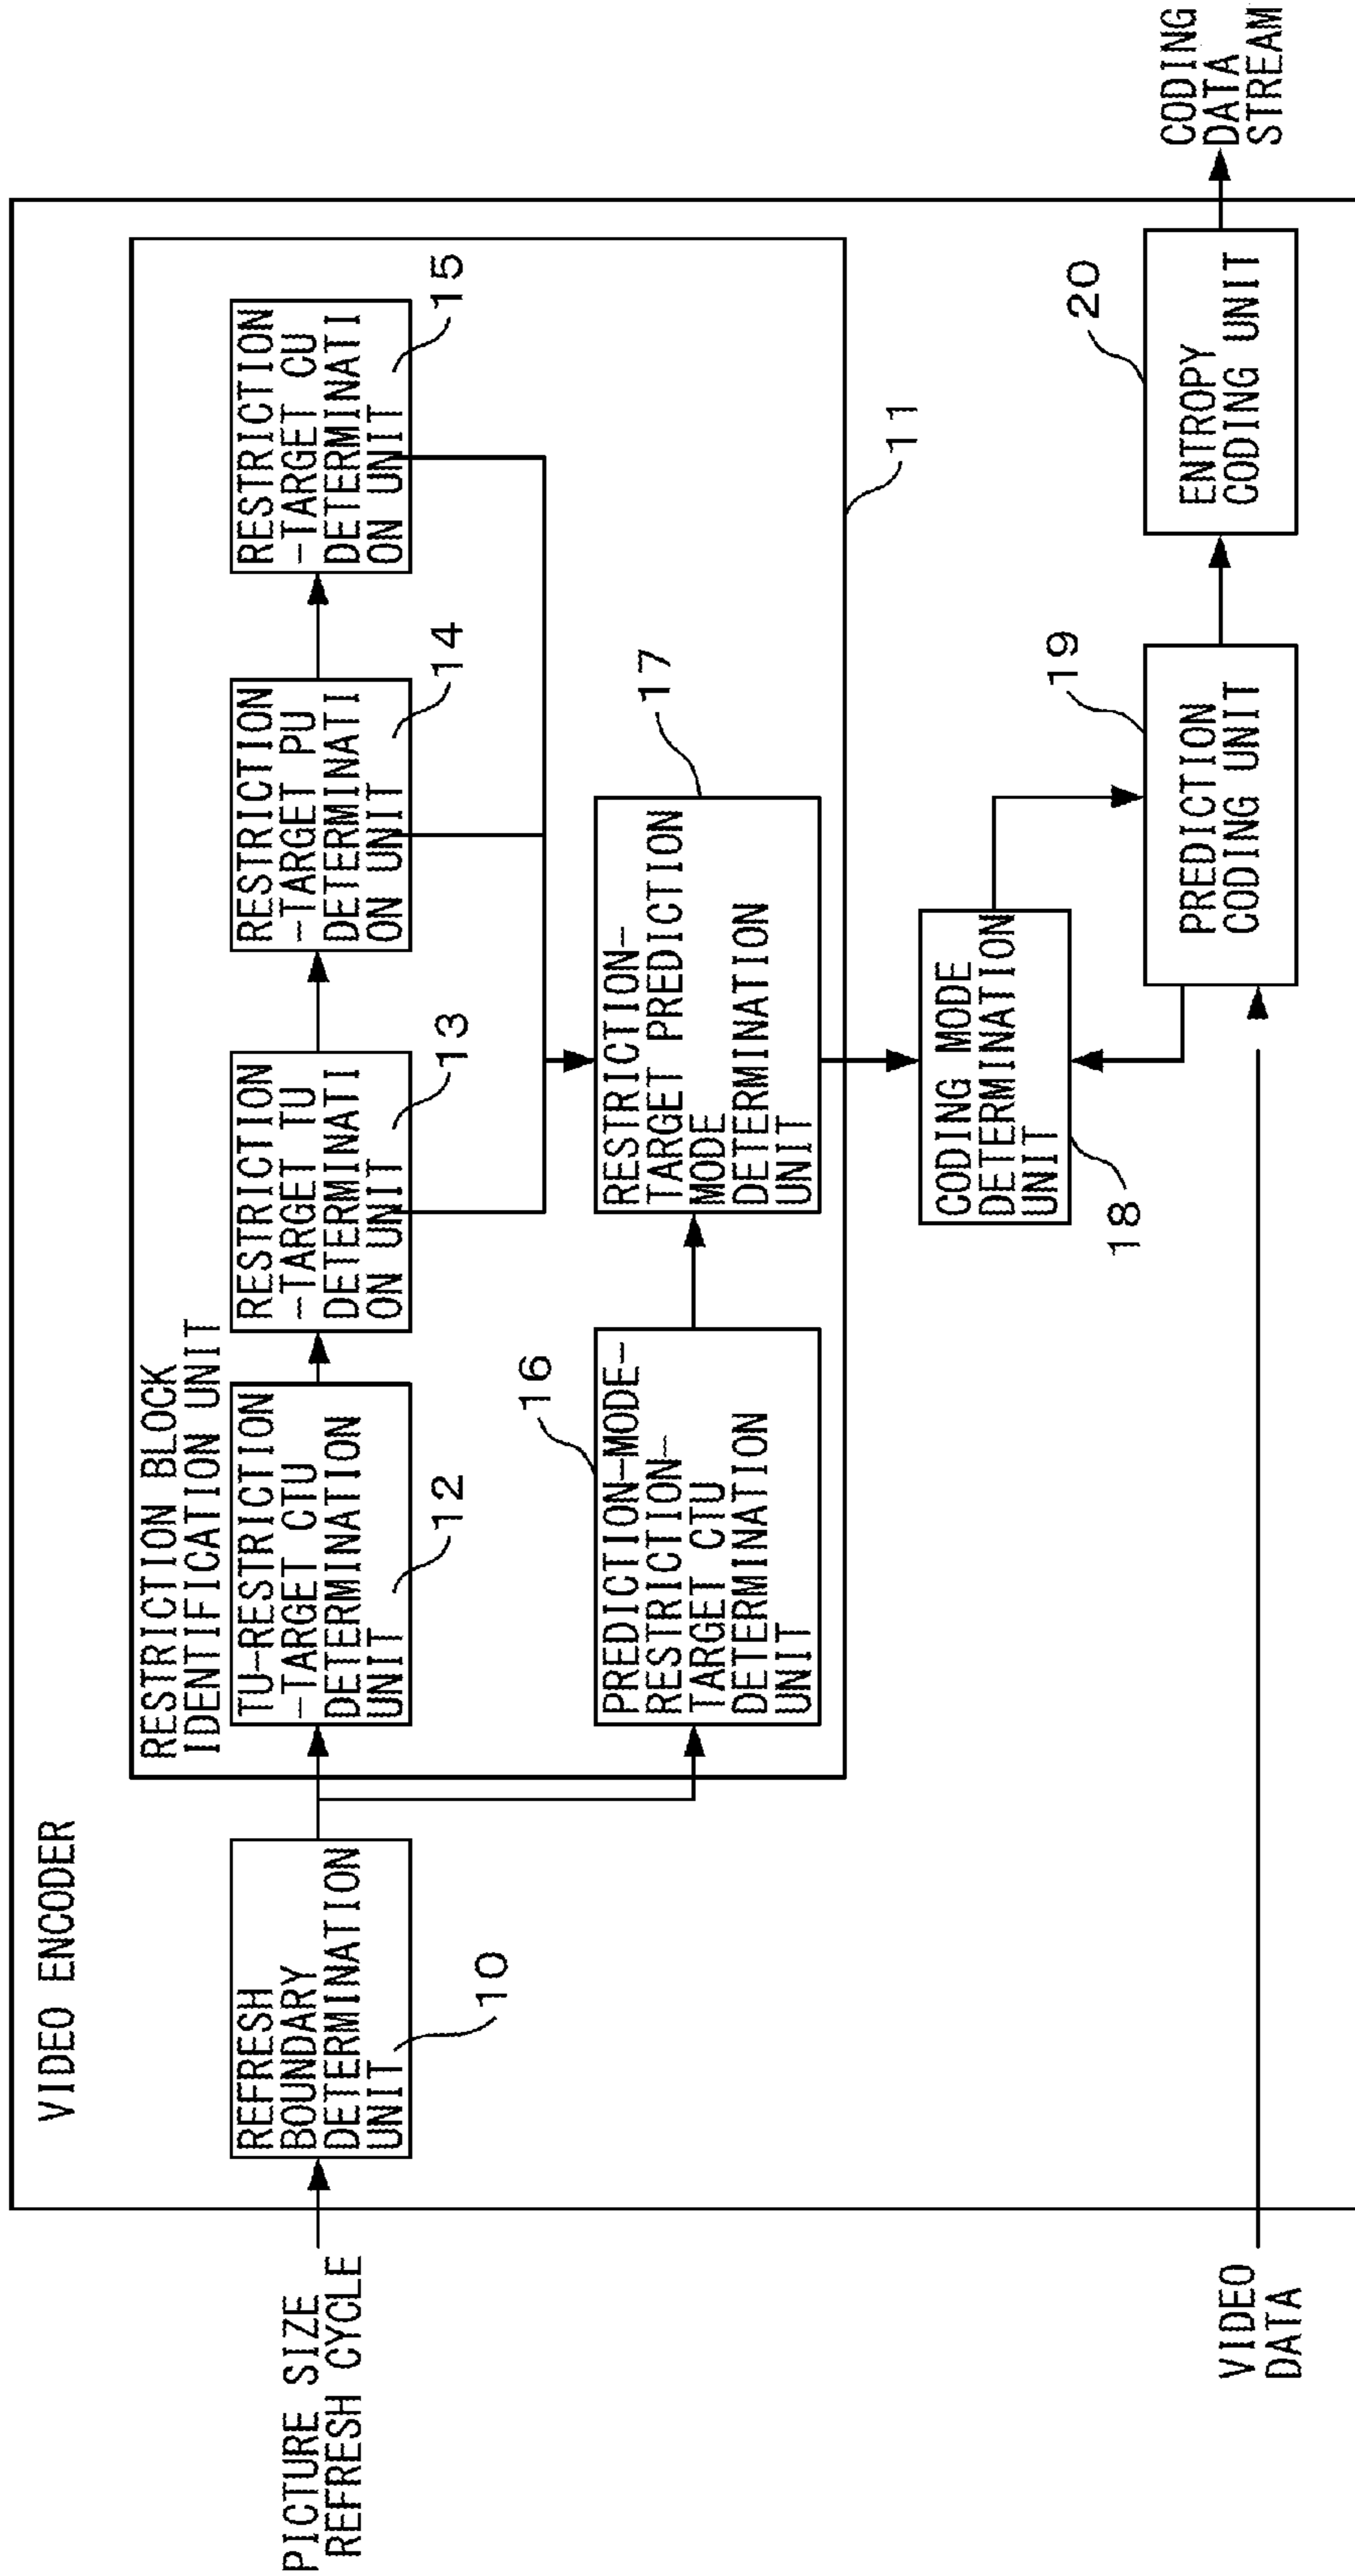 VIDEO ENCODER
PICTURE SIZE
REFRESH CYCLE
REFRESH
BOUNDARY
DETERMINATION
UNIT
10
RESTRICTION BLOCK
IDENTIFICATION UNIT
TU-RESTRICTION
-TARGET CTU
DETERMINATION
UNIT
12
RESTRICTION
-TARGET TU
DETERMINATI
ON UNIT
13
RESTRICTION
-TARGET PU
DETERMINATI
ON UNIT
14
RESTRICTION
-TARGET CU
DETERMINATI
ON UNIT
15
16
PREDICTION-MODE-
RESTRICTION-
TARGET CTU
DETERMINATION
UNIT
RESTRICTION-
TARGET PREDICTION
MODE
DETERMINATION
UNIT
17
11
CODING MODE
DETERMINATION
UNIT
18
VIDEO
DATA
PREDICTION
CODING UNIT
19
ENTROPY
CODING UNIT
20
CODING
DATA
STREAM